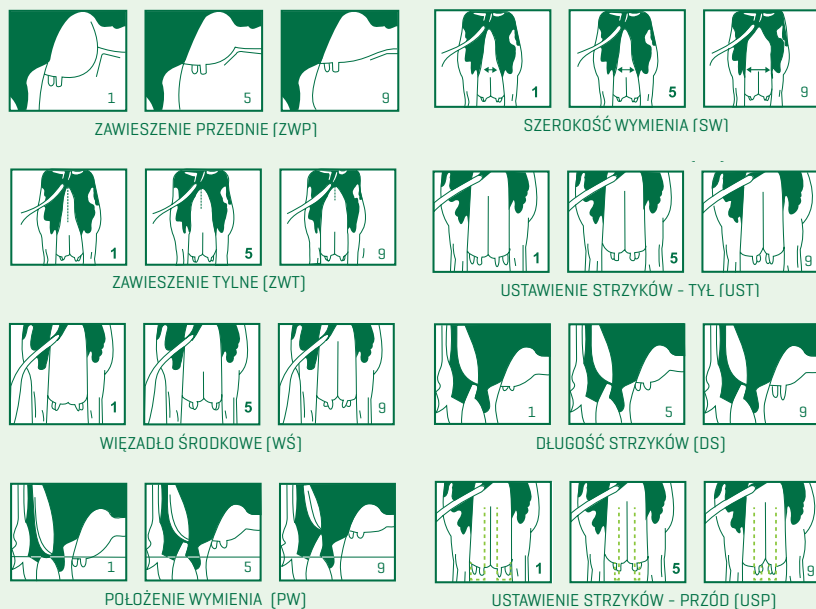 1 5 9
ZAWIESZENIE PRZEDNIE (ZWP)
1 5 9
SZEROKOŚĆ WYMIENIA (SW)
1 5 9
ZAWIESZENIE TYLNE (ZWT)
1 5 9
USTAWIENIE STRZYKÓW - TYŁ (UST)
1 5 9
WIĘZADŁO ŚRODKOWE (WŚ)
1 5 9
DŁUGOŚĆ STRZYKÓW (DS)
1 5 9
POŁOŻENIE WYMIENIA (PW)
1 5 9
USTAWIENIE STRZYKÓW - PRZÓD (USP)